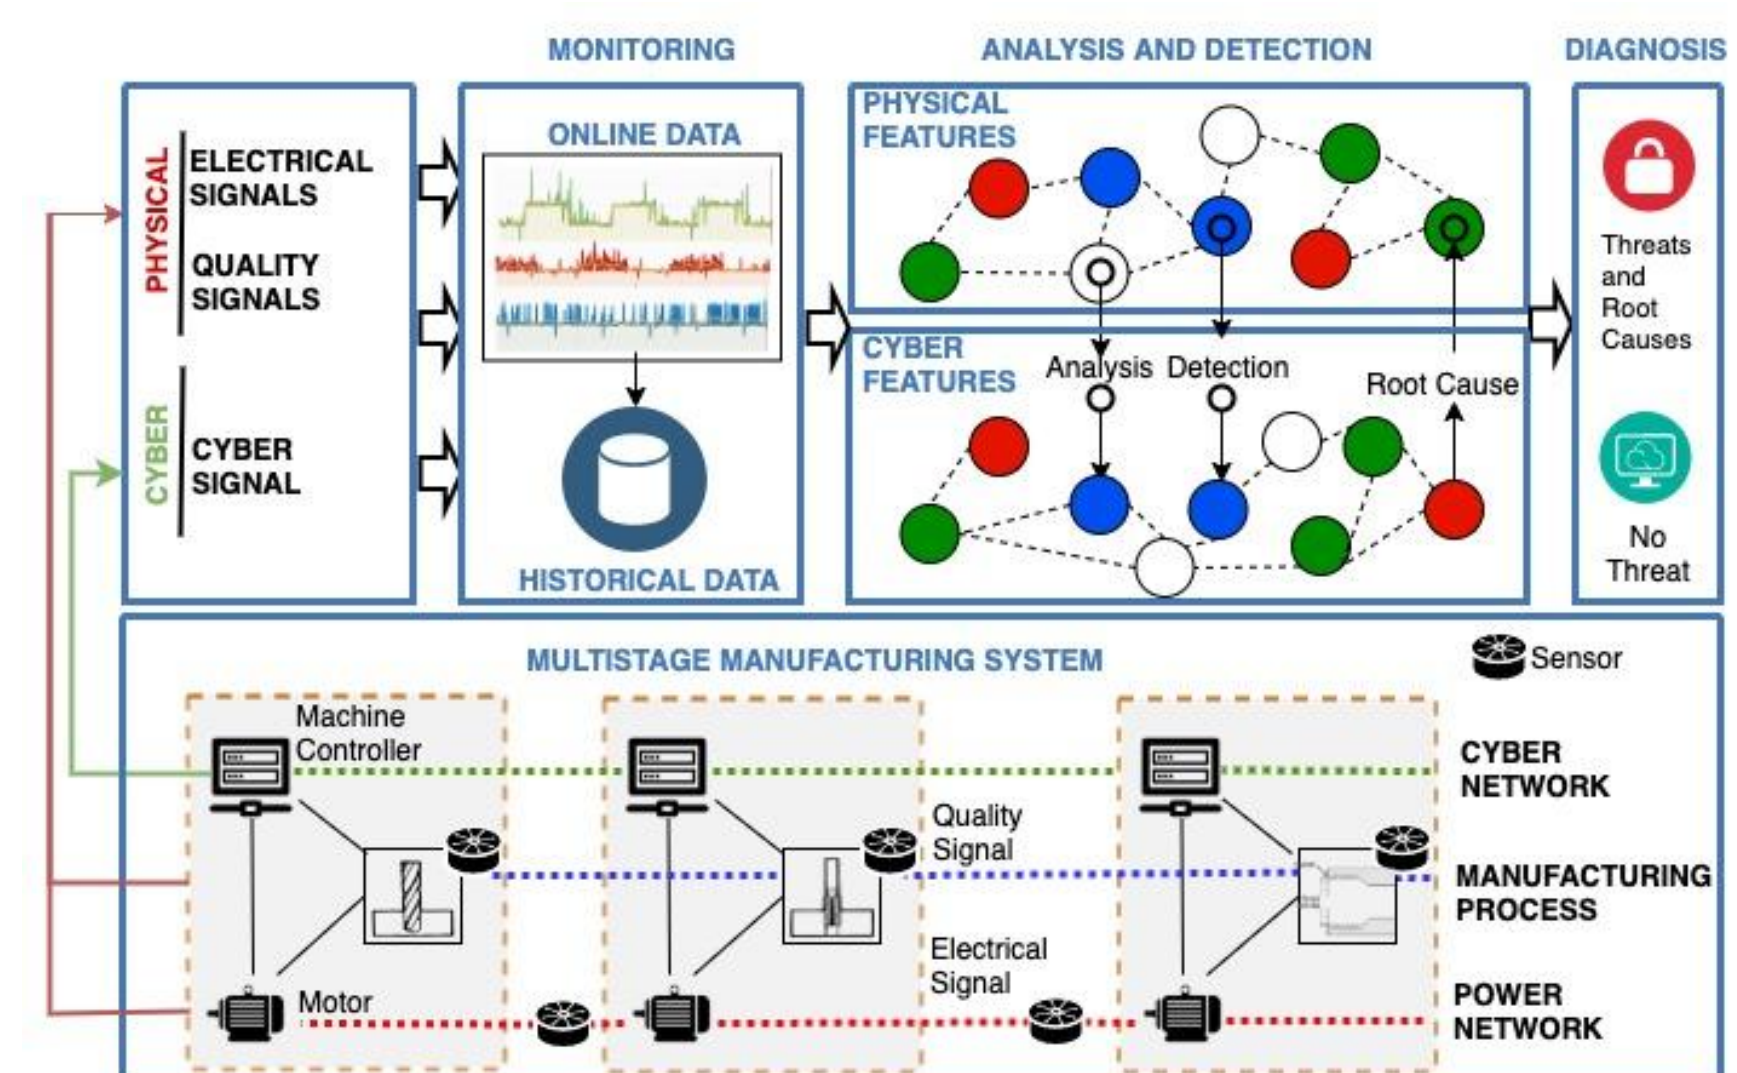 MONITORING
ANALYSIS AND DETECTION
DIAGNOSIS
PHYSICAL
ELECTRICAL
SIGNALS
QUALITY
SIGNALS
CYBER
CYBER
SIGNAL
ONLINE DATA
HISTORICAL DATA
PHYSICAL
FEATURES
CYBER
FEATURES
Analysis
Detection
Root Cause
Threats
and
Root
Causes
No
Threat
MULTISTAGE MANUFACTURING SYSTEM
Sensor
Machine
Controller
CYBER
NETWORK
Quality
Signal
MANUFACTURING
PROCESS
Electrical
Signal
Motor
POWER
NETWORK